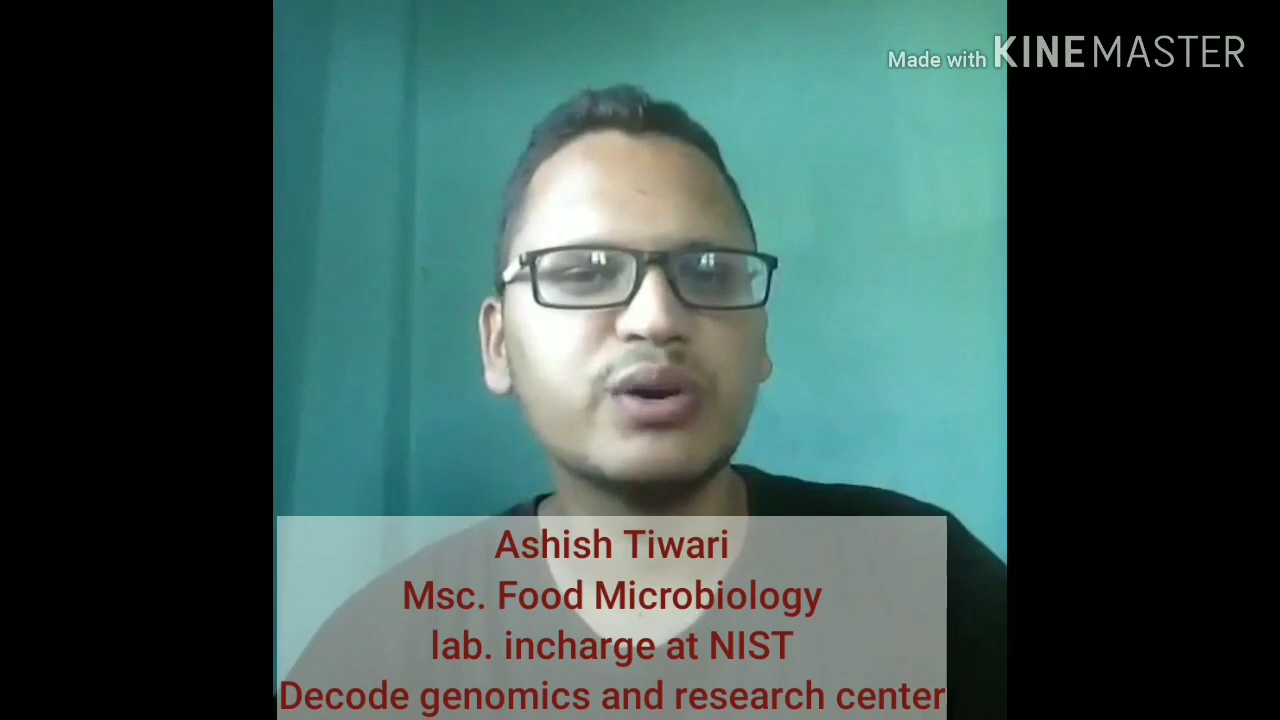 Made with KINEMASTER
Ashish Tiwari
Msc. Food Microbiology
lab. incharge at NIST
Decode genomics and research center